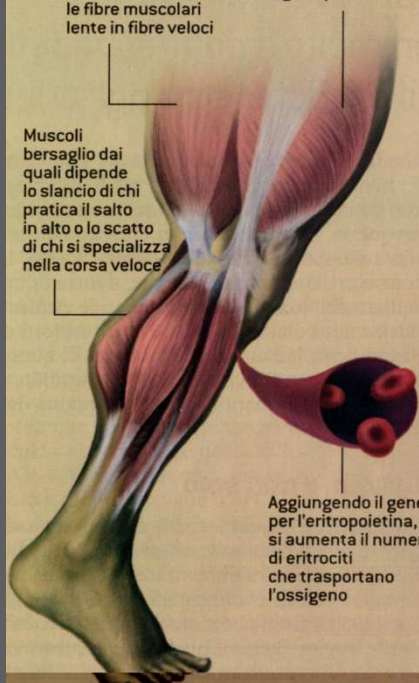 le fibre muscolari
lente in fibre veloci
Muscoli
bersaglio dai
quali dipende
lo slancio di chi
pratica il salto
in alto o lo scatto
di chi si specializza
nella corsa veloce
Aggiungendo il gene
per l'eritropoietina,
si aumenta il nume
di eritrociti
che trasportano
l'ossigeno